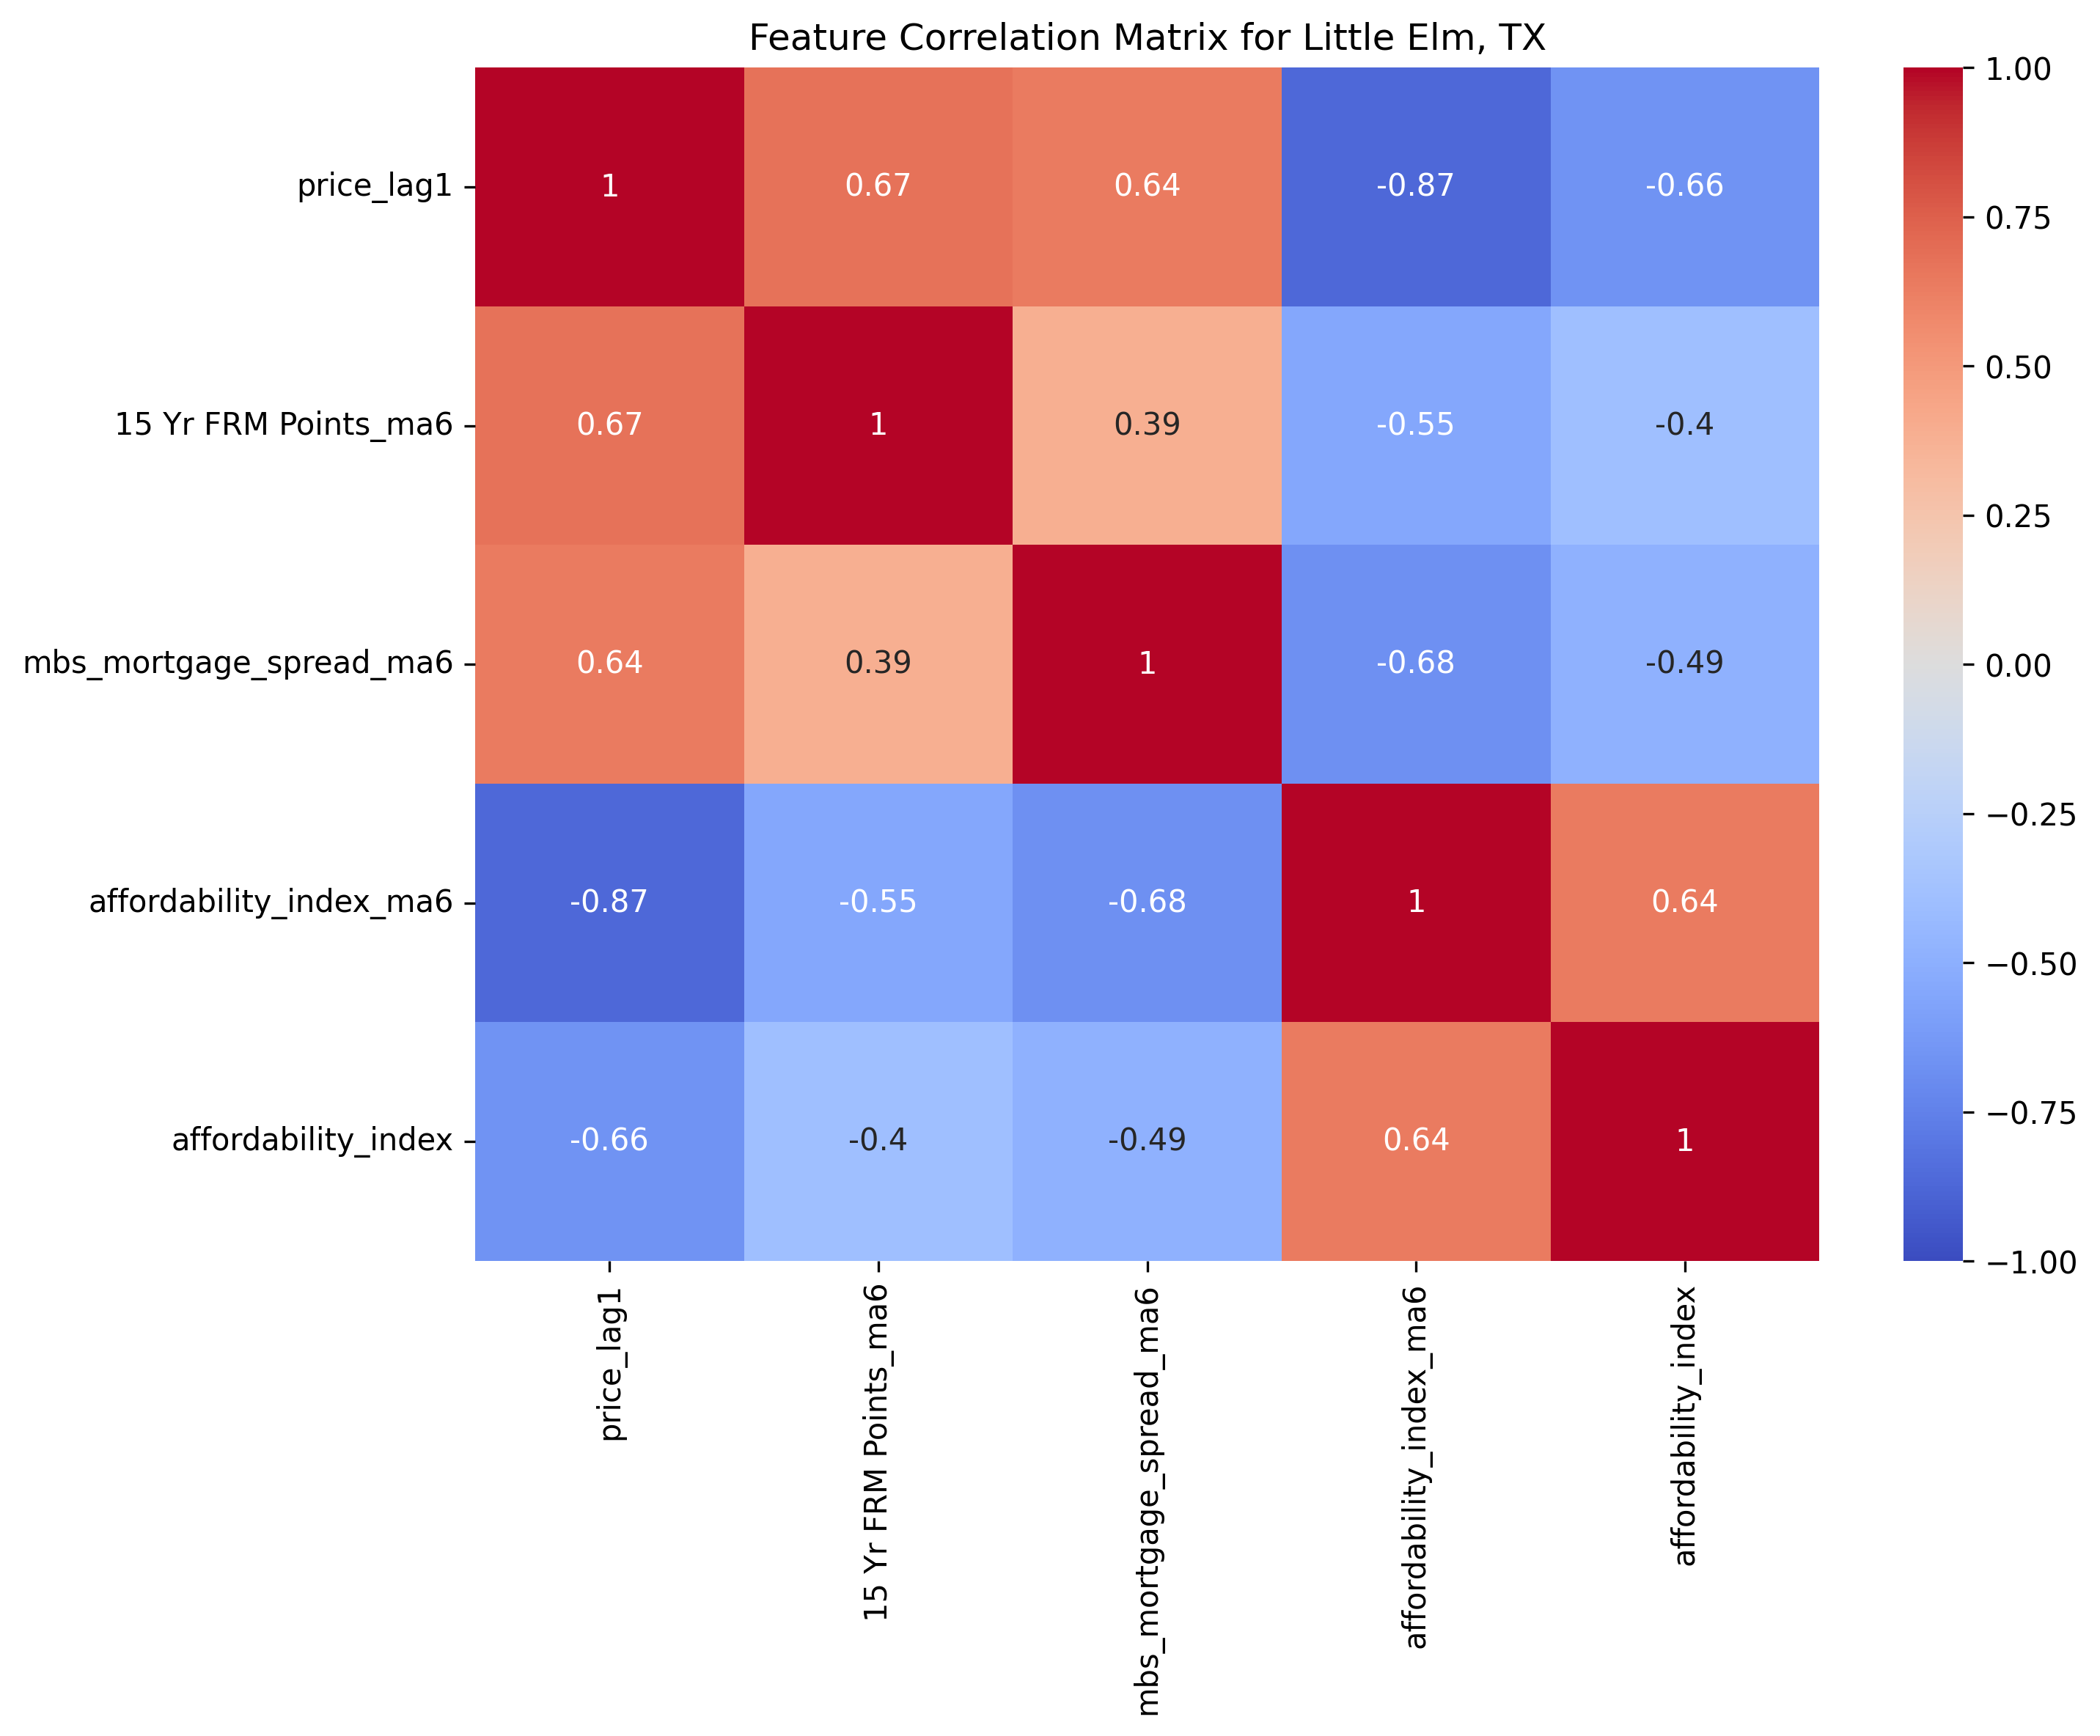 Feature Correlation Matrix for Little Elm, TX
price_lag1 1 0.67 0.64 -0.87 -0.66
15 Yr FRM Points_ma6 0.67 1 0.39 -0.55 -0.4
mbs_mortgage_spread_ma6 0.64 0.39 1 -0.68 -0.49
affordability_index_ma6 -0.87 -0.55 -0.68 1 0.64
affordability_index -0.66 -0.4 -0.49 0.64 1
price_lag1
15 Yr FRM Points_ma6
mbs_mortgage_spread_ma6
affordability_index_ma6
affordability_index
1.00
0.75
0.50
0.25
0.00
−0.25
−0.50
−0.75
−1.00